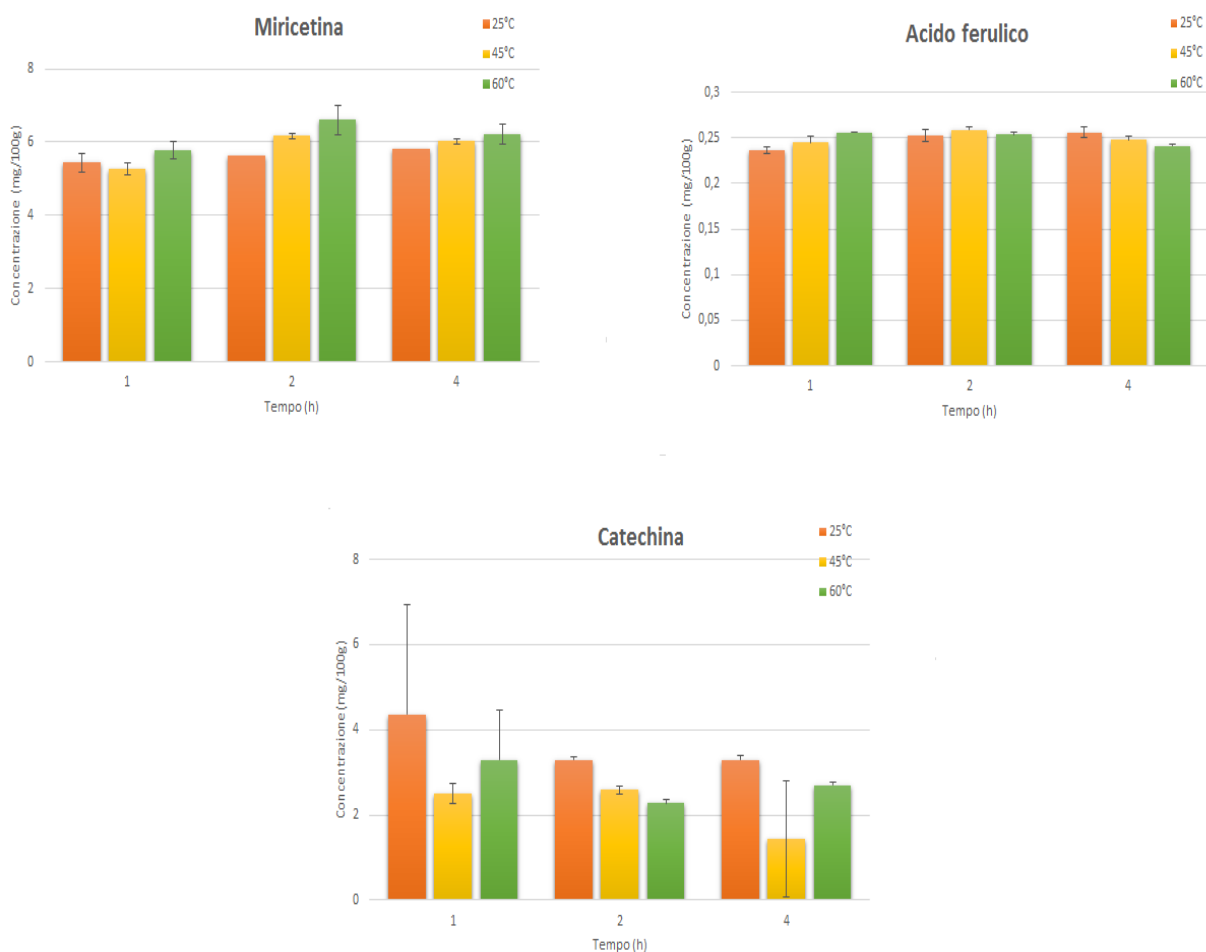 Miricetina
25°C
45°C
60°C
8
6
4
2
0
Concentrazione (mg/100g)
1 2 4
Tempo (h)
Acido ferulico
25°C
45°C
60°C
0,3
0,25
0,2
0,15
0,1
0,05
0
Concentrazione (mg/100g)
1 2 4
Tempo (h)
Catechina
25°C
45°C
60°C
8
6
4
2
0
Concentrazione (mg/100g)
1 2 4
Tempo (h)